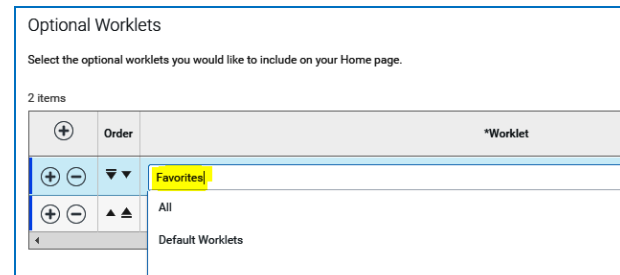 Optional Worklets
Select the optional worklets you would like to include on your Home page.
2 items
Order *Worklet
Favorites
All
Default Worklets